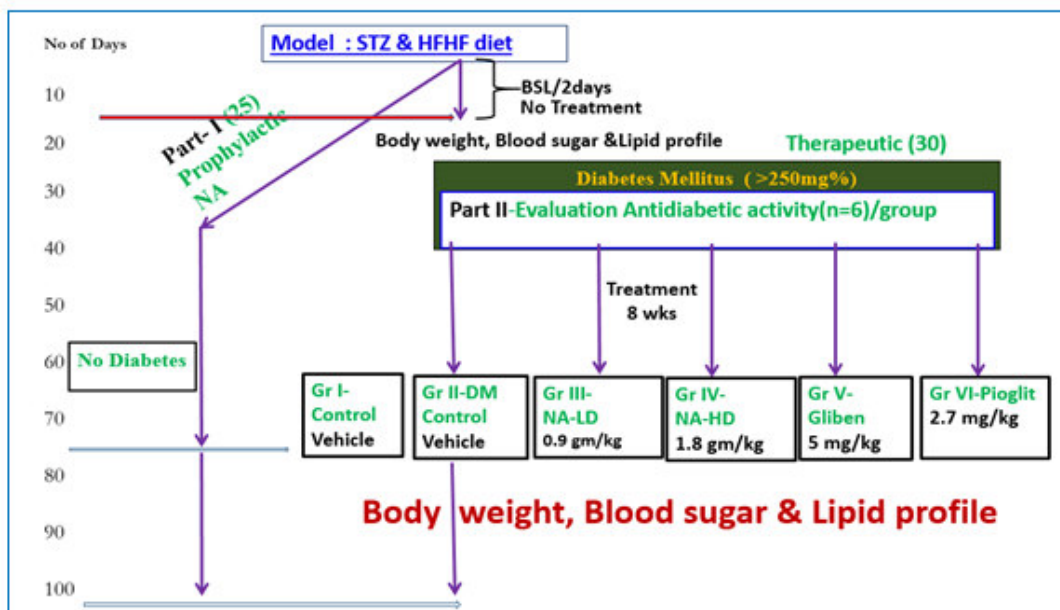 No of Days
Model : STZ & HFHF diet
10
BSL/2days
No Treatment
Part- I (25)
Prophylactic
NA
20
Body weight, Blood sugar &Lipid profile
Therapeutic (30)
30
Diabetes Mellitus ( >250mg%)
Part II-Evaluation Antidiabetic activity(n=6)/group
40
50
Treatment
8 wks
60
No Diabetes
Gr I-
Control
Vehicle
Gr II-DM
Control
Vehicle
Gr III-
NA-LD
0.9 gm/kg
Gr IV-
NA-HD
1.8 gm/kg
Gr V-
Gliben
5 mg/kg
Gr VI-Pioglit
2.7 mg/kg
70
80
Body weight, Blood sugar & Lipid profile
90
100